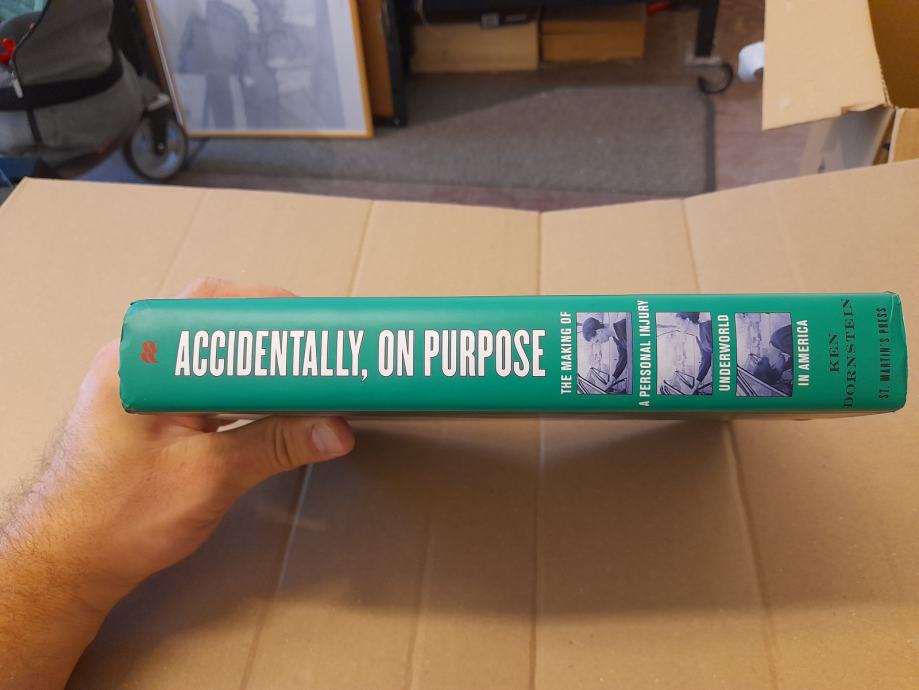 ACCIDENTALLY, ON PURPOSE
THE MAKING OF
A PERSONAL INJURY
UNDERWORLD
IN AMERICA
KEN
DORNSTEIN
ST. MARTIN'S PRESS